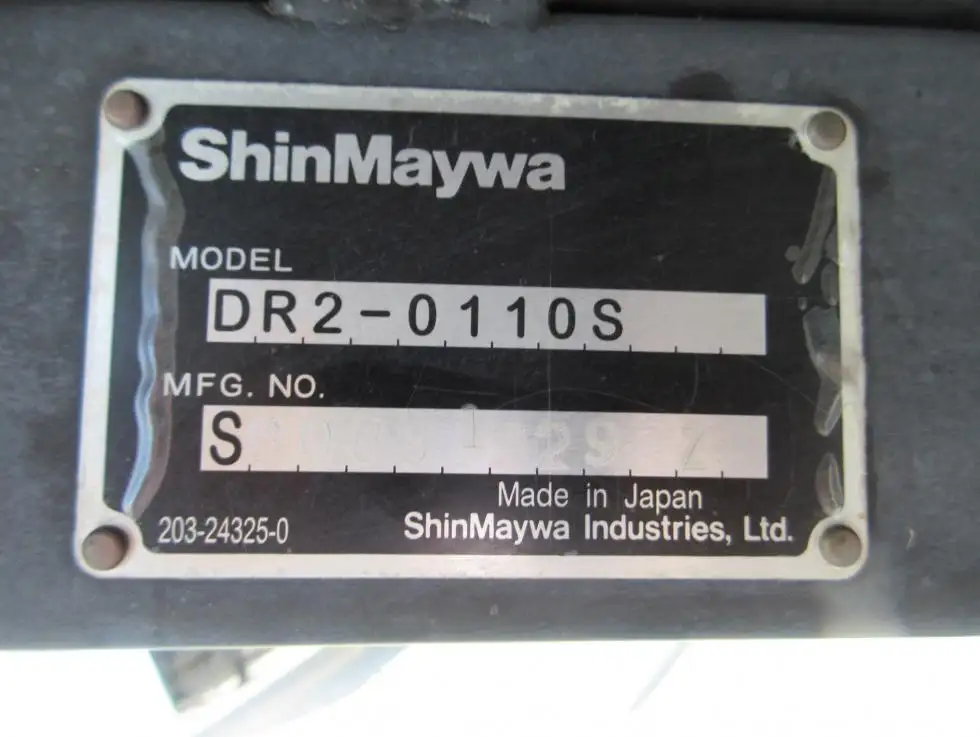 ShinMaywa
MODEL
DR2-0110S
MFG. NO.
S
Made in Japan
203-24325-0
ShinMaywa Industries, Ltd.